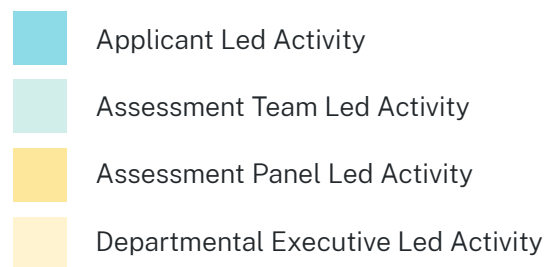 Applicant Led Activity
Assessment Team Led Activity
Assessment Panel Led Activity
Departmental Executive Led Activity